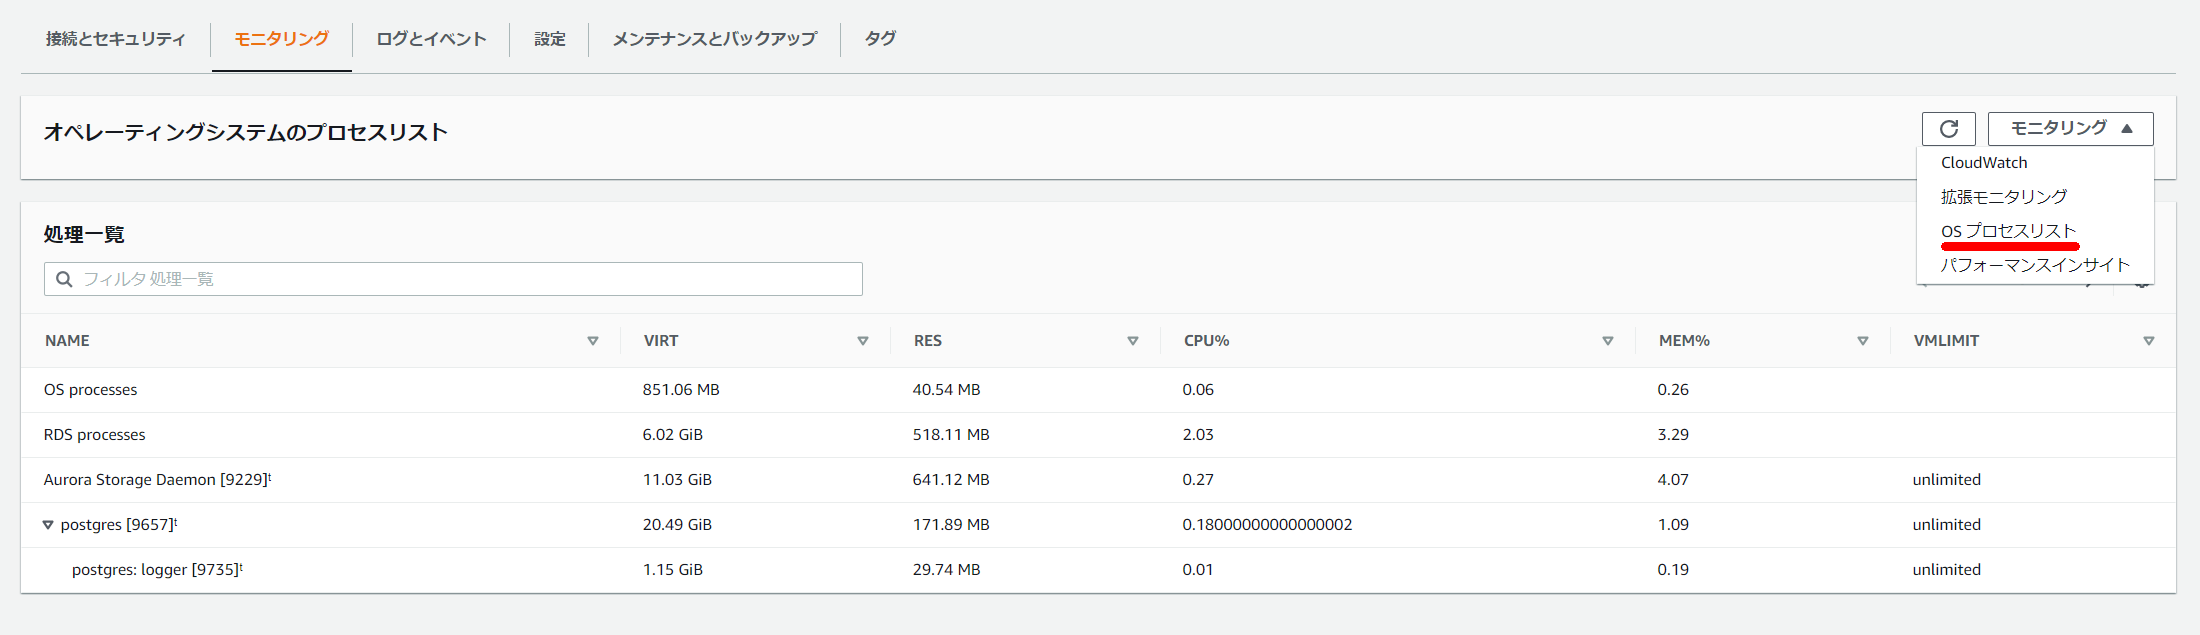 接続とセキュリティ モニタリング ログとイベント 設定 メンテナンスとバックアップ タグ
オペレーティングシステムのプロセスリスト
モニタリング
CloudWatch
拡張モニタリング
OS プロセスリスト
パフォーマンスインサイト
処理一覧
フィルタ 処理一覧
NAME VIRT RES CPU% MEM% VMLIMIT
OS processes 851.06 MB 40.54 MB 0.06 0.26
RDS processes 6.02 GiB 518.11 MB 2.03 3.29
Aurora Storage Daemon [9229]ᵗ 11.03 GiB 641.12 MB 0.27 4.07 unlimited
postgres [9657]ᵗ 20.49 GiB 171.89 MB 0.18000000000000002 1.09 unlimited
postgres: logger [9735]ᵗ 1.15 GiB 29.74 MB 0.01 0.19 unlimited